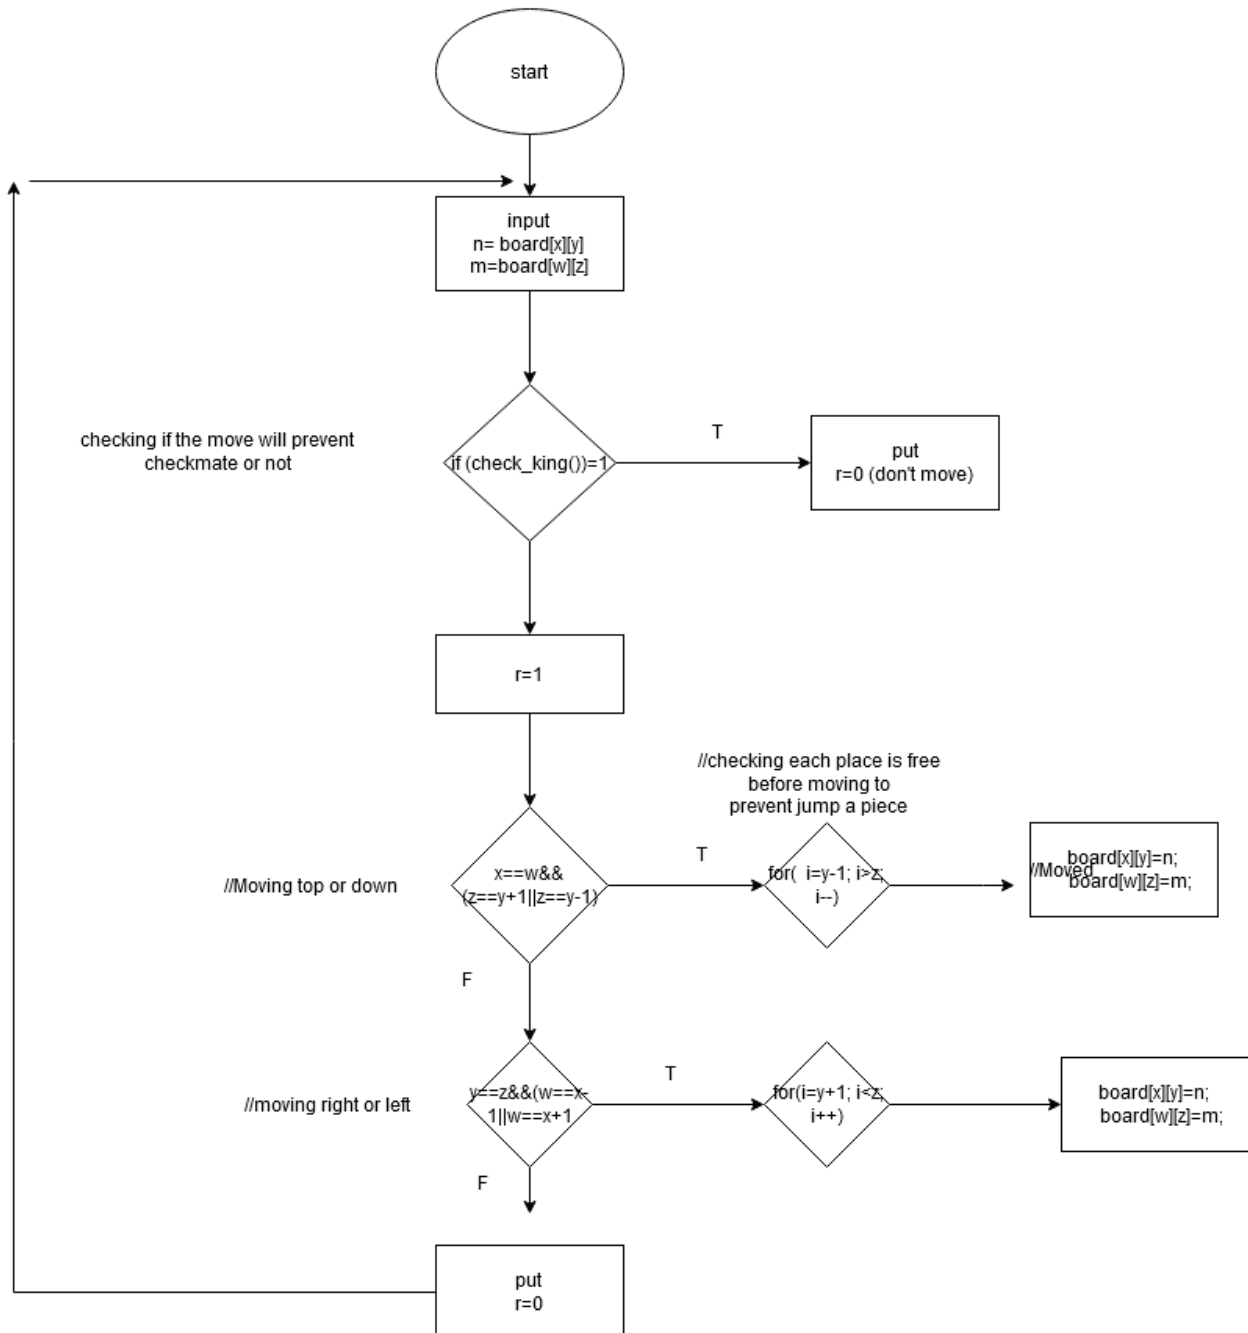 start
input
n= board[x][y]
m=board[w][z]
checking if the move will prevent
checkmate or not
if (check_king())=1
T
put
r=0 (don't move)
r=1
//checking each place is free
before moving to
prevent jump a piece
//Moving top or down
x==w&&
(z==y+1||z==y-1)
T
for( i=y-1; i>z;
i--)
//Moved
board[x][y]=n;
board[w][z]=m;
F
//moving right or left
y==z&&(w==x-
1||w==x+1
T
for(i=y+1; i<z;
i++)
board[x][y]=n;
board[w][z]=m;
F
put
r=0